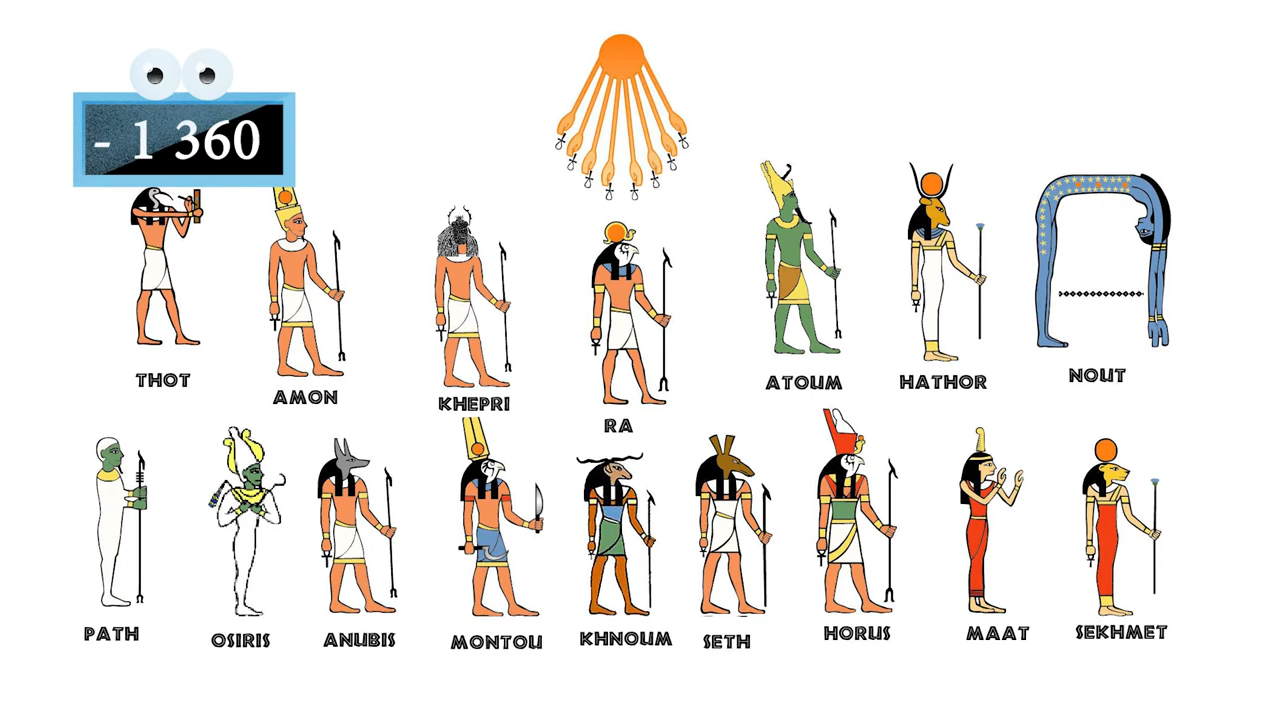 - 1 360
THOT
AMON
KHEPRI
RA
ATOUM
HATHOR
NOUT
PATH
OSIRIS
ANUBIS
MONTOU
KHNOUM
SETH
HORUS
MAAT
SEKHMET